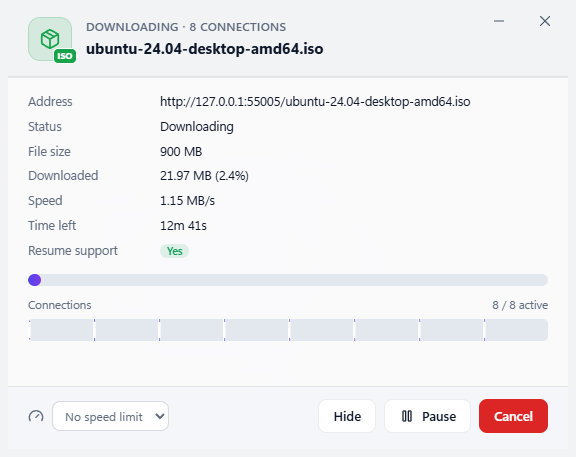 DOWNLOADING · 8 CONNECTIONS
ubuntu-24.04-desktop-amd64.iso
ISO
Address http://127.0.0.1:55005/ubuntu-24.04-desktop-amd64.iso
Status Downloading
File size 900 MB
Downloaded 21.97 MB (2.4%)
Speed 1.15 MB/s
Time left 12m 41s
Resume support Yes
Connections 8 / 8 active
No speed limit Hide Pause Cancel